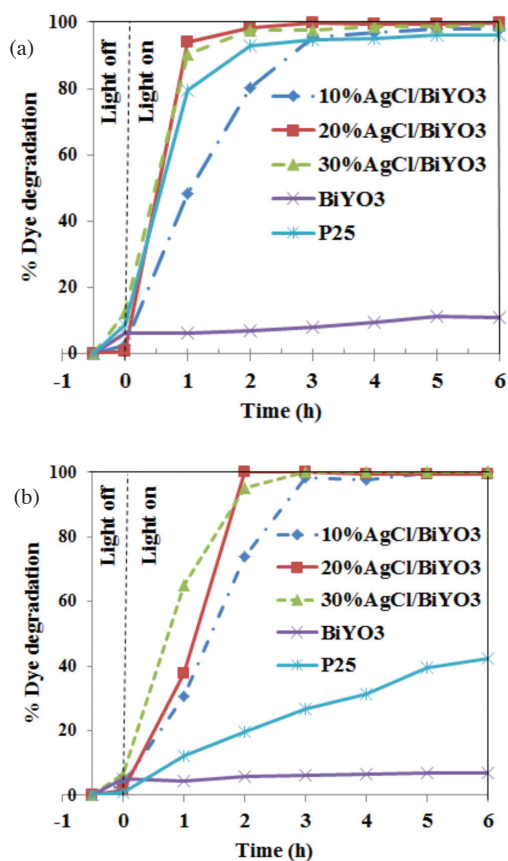 (a)
% Dye degradation
100
80
60
40
20
0
Light off
Light on
10%AgCl/BiYO3
20%AgCl/BiYO3
30%AgCl/BiYO3
BiYO3
P25
-1 0 1 2 3 4 5 6
Time (h)
(b)
% Dye degradation
100
80
60
40
20
0
Light off
Light on
10%AgCl/BiYO3
20%AgCl/BiYO3
30%AgCl/BiYO3
BiYO3
P25
-1 0 1 2 3 4 5 6
Time (h)